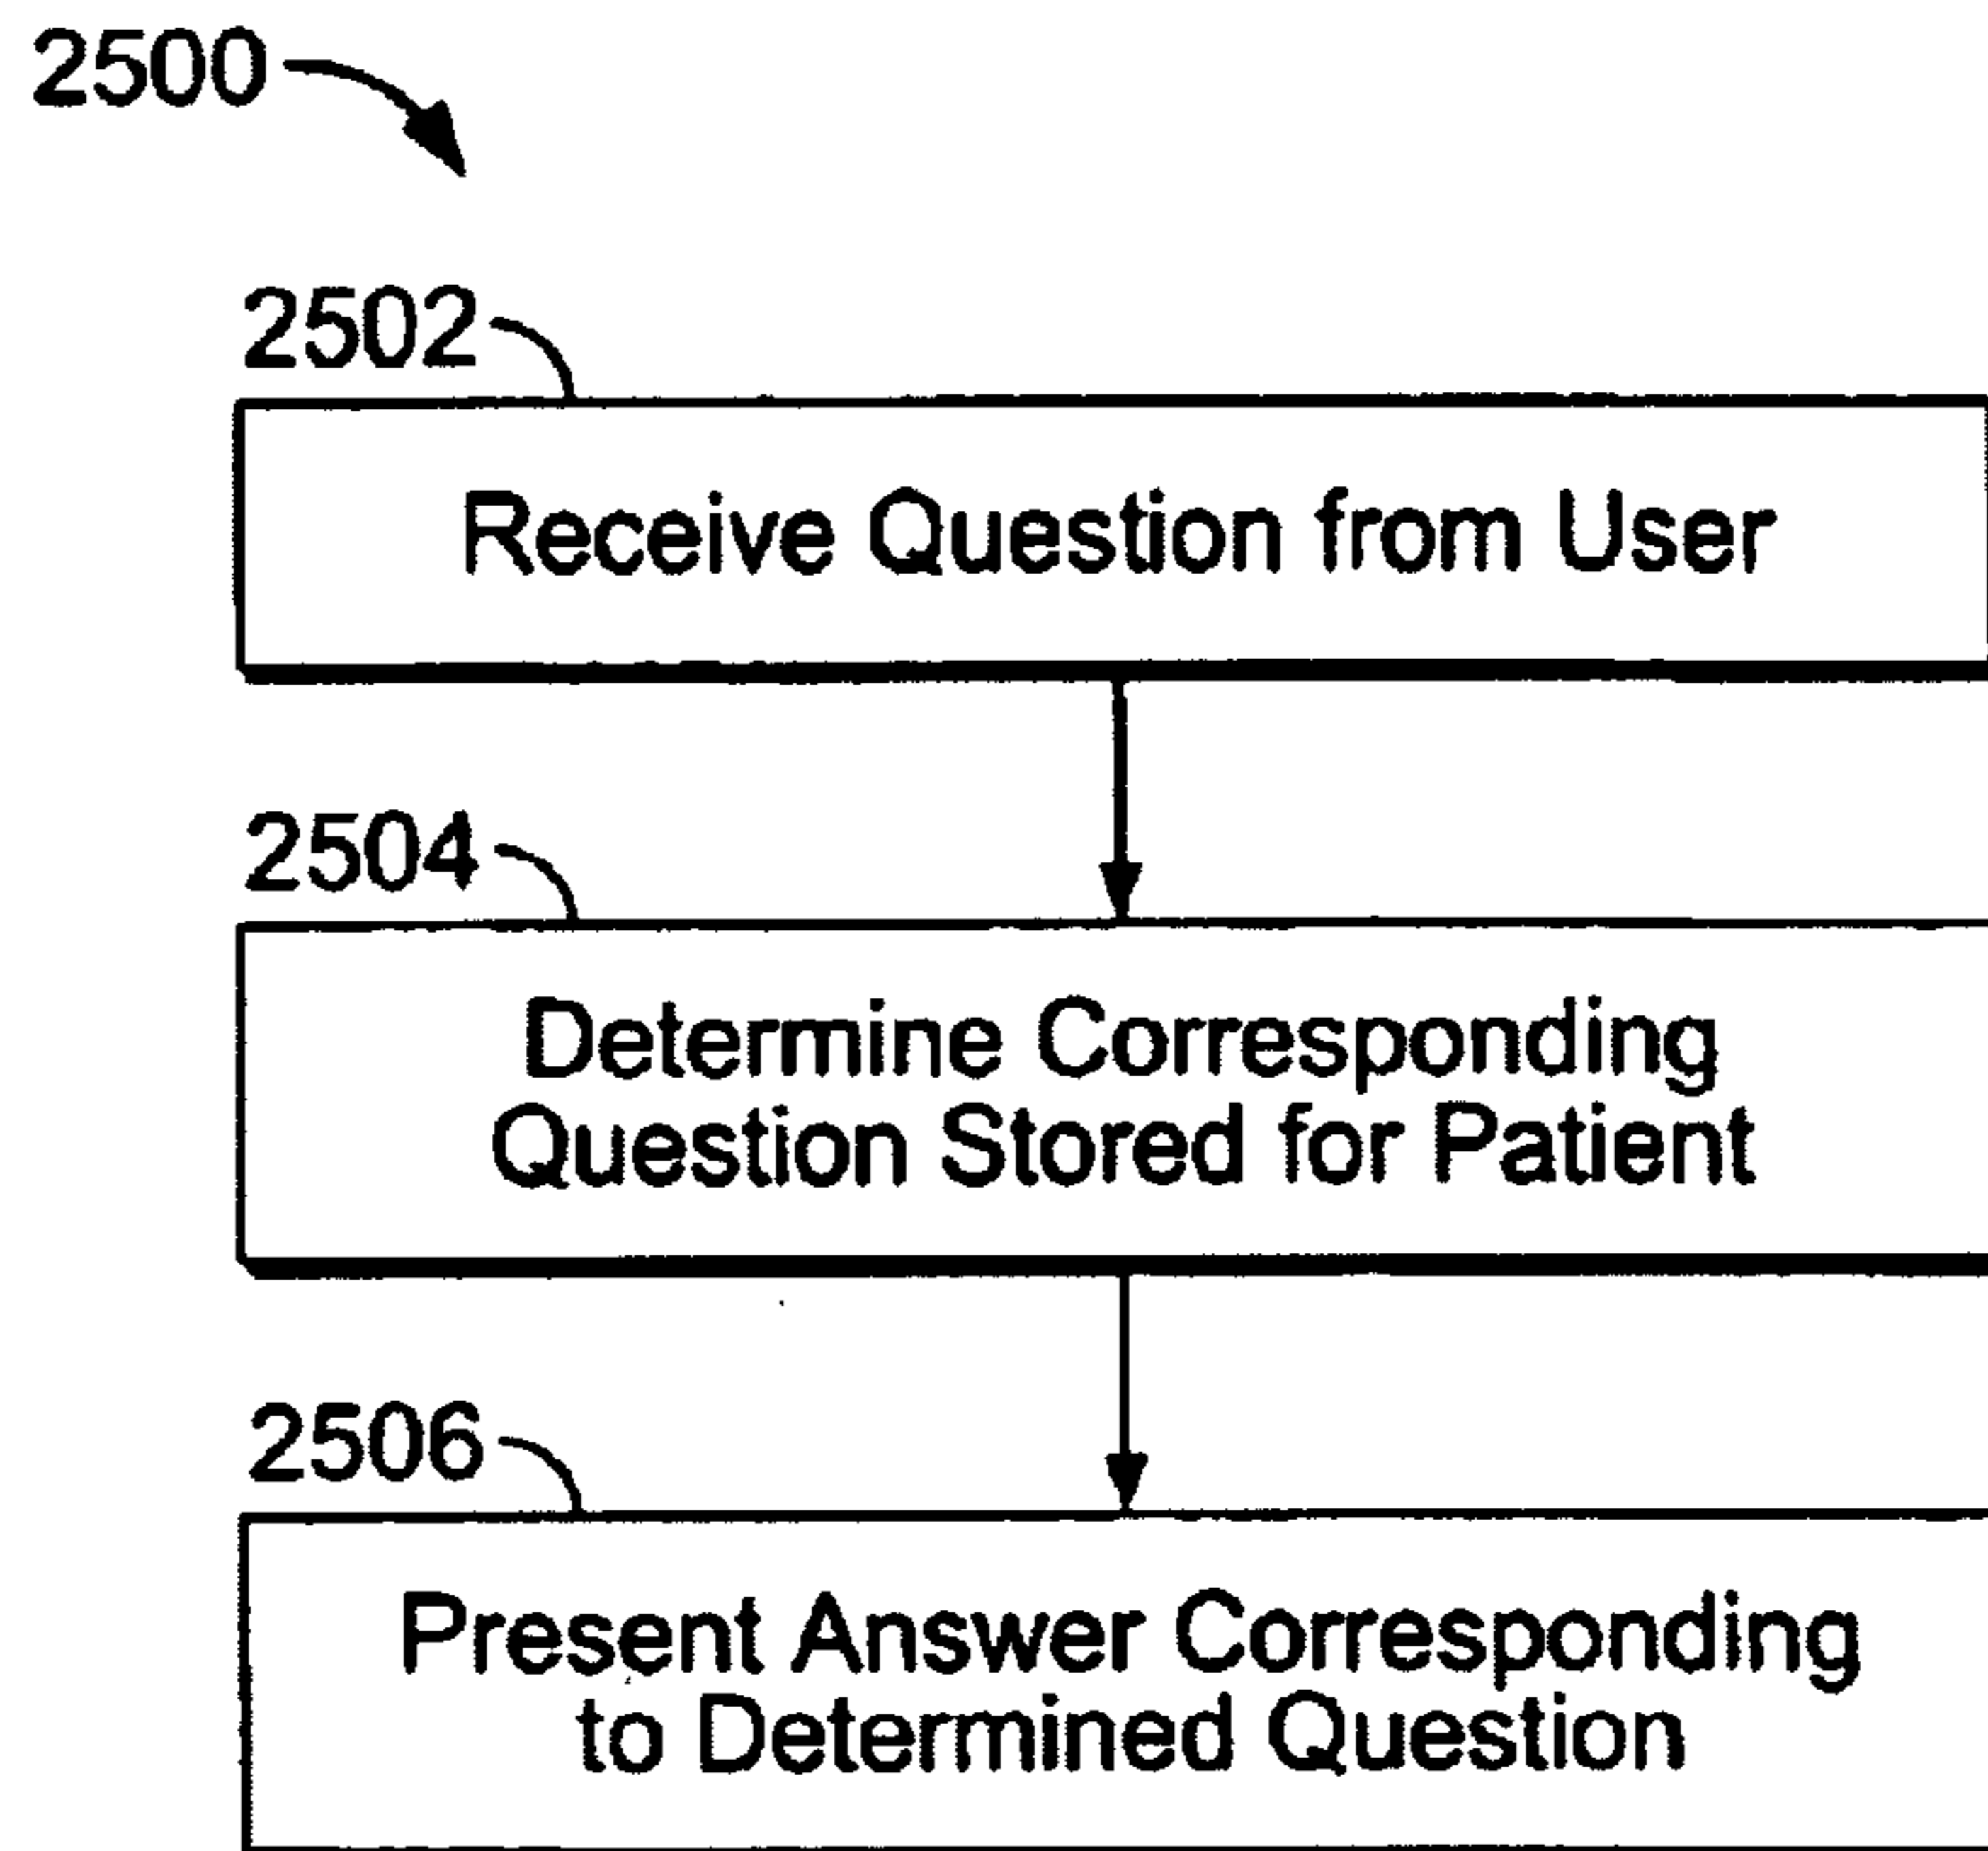 2500
2502
Receive Question from User
2504
Determine Corresponding
Question Stored for Patient
2506
Present Answer Corresponding
to Determined Question